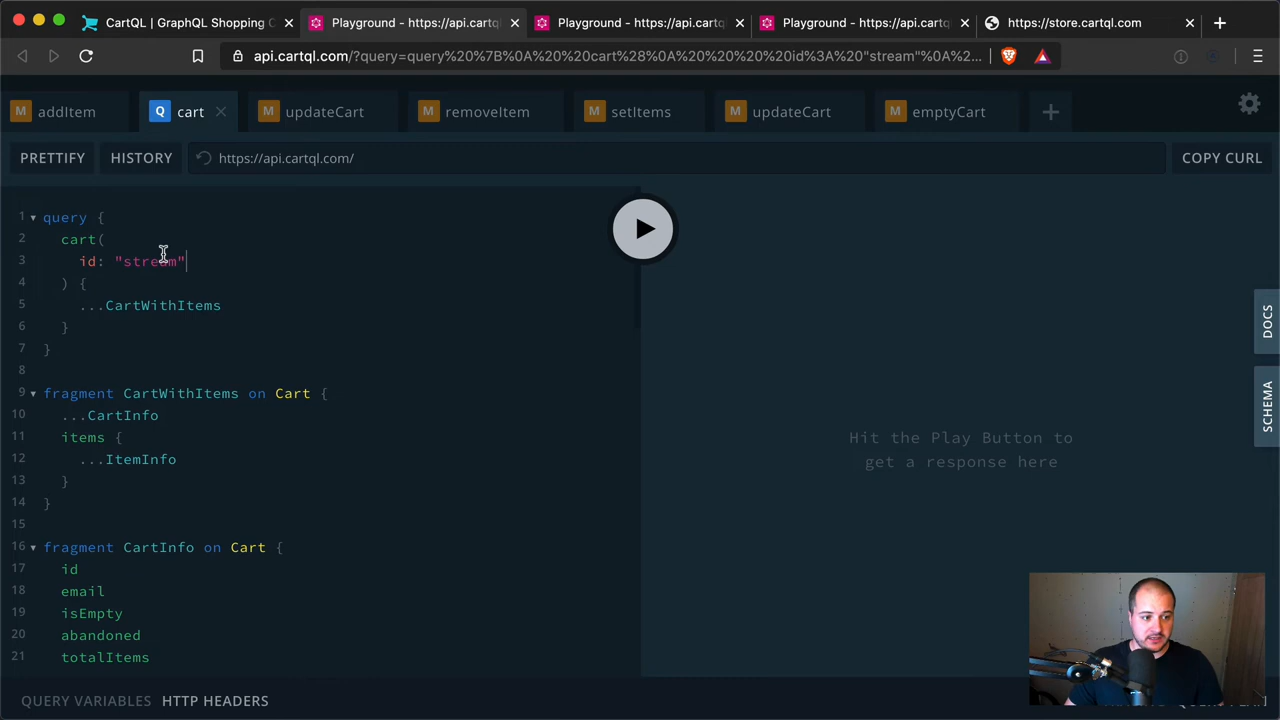 CartQL | GraphQL Shopping C
Playground - https://api.cartql
Playground - https://api.cartql.
Playground - https://api.cartql.
https://store.cartql.com
api.cartql.com/?query=query%20%7B%0A%20%20cart%28%0A%20%20%20%20id%3A%20"stream"%0A%2...
M addItem
Q cart
M updateCart
M removeItem
M setItems
M updateCart
M emptyCart
PRETTIFY
HISTORY
https://api.cartql.com/
COPY CURL
1 query {
2 cart(
3 id: "stream"
4 ) {
5 ...CartWithItems
6 }
7 }
8
9 fragment CartWithItems on Cart {
10 ...CartInfo
11 items {
12 ...ItemInfo
13 }
14 }
15
16 fragment CartInfo on Cart {
17 id
18 email
19 isEmpty
20 abandoned
21 totalItems
Hit the Play Button to
get a response here
DOCS
SCHEMA
QUERY VARIABLES
HTTP HEADERS